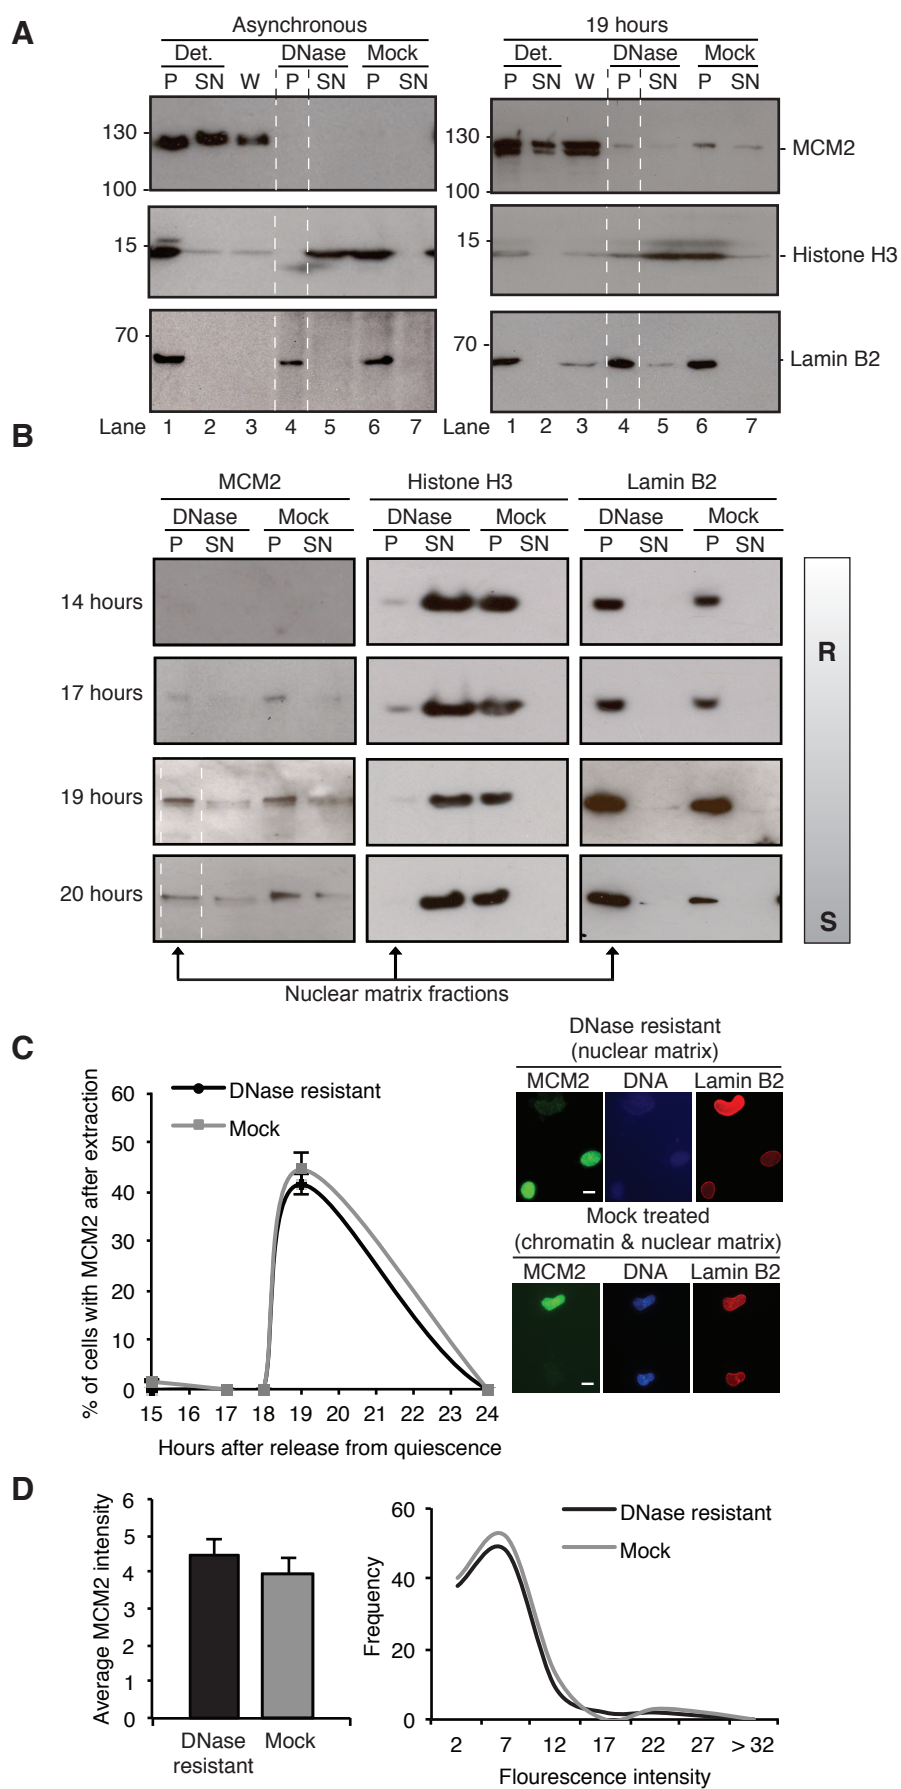 A
Asynchronous
19 hours
Det. DNase Mock
Det. DNase Mock
P SN W P SN P SN
P SN W P SN P SN
130
100
130
100
MCM2
15
15
Histone H3
70
70
Lamin B2
Lane 1 2 3 4 5 6 7
Lane 1 2 3 4 5 6 7
B
MCM2 Histone H3 Lamin B2
DNase Mock DNase Mock DNase Mock
P SN P SN P SN P SN P SN P SN
14 hours
17 hours
19 hours
20 hours
R
S
Nuclear matrix fractions
C
% of cells with MCM2 after extraction
60
50
40
30
20
10
0
DNase resistant
Mock
15 16 17 18 19 20 21 22 23 24
Hours after release from quiescence
DNase resistant
(nuclear matrix)
MCM2 DNA Lamin B2
Mock treated
(chromatin & nuclear matrix)
MCM2 DNA Lamin B2
D
Average MCM2 intensity
6
5
4
3
2
1
0
DNase
resistant
Mock
Frequency
60
40
20
0
DNase resistant
Mock
2 7 12 17 22 27 > 32
Flourescence intensity